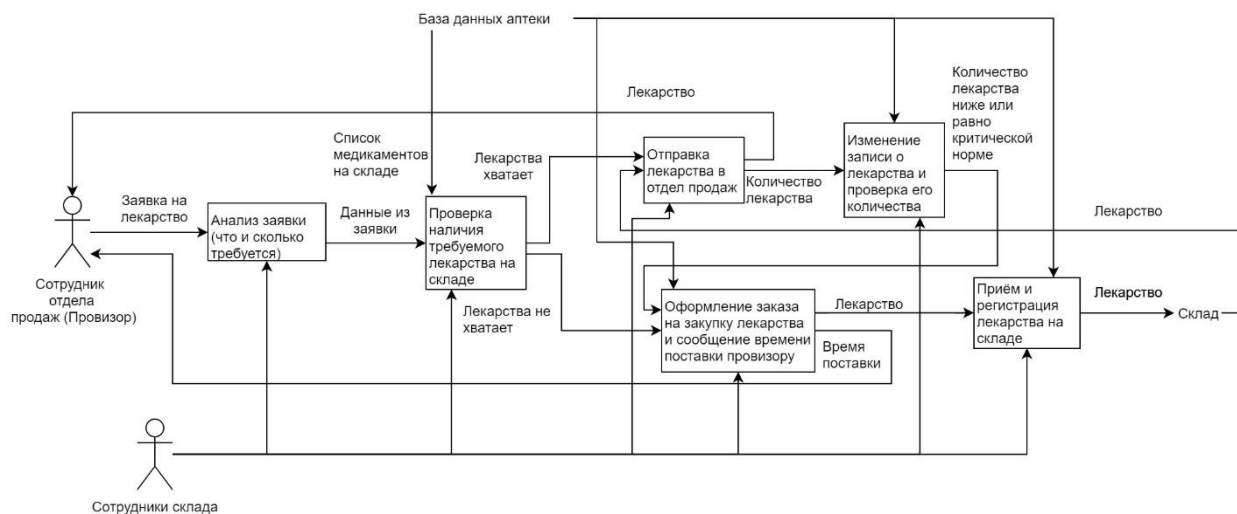 База данных аптеки
Лекарство
Количество
лекарства
ниже или
равно
критической
норме
Список
медикаментов
на складе
Лекарства
хватает
Отправка
лекарства в
отдел продаж
Изменение
записи о
лекарства и
проверка его
количества
Количество
лекарства
Заявка на
лекарство
Анализ заявки
(что и сколько
требуется)
Данные из
заявки
Проверка
наличия
требуемого
лекарства на
складе
Лекарство
Сотрудник
отдела
продаж (Провизор)
Лекарства не
хватает
Оформление заказа
на закупку лекарства
и сообщение времени
поставки провизору
Лекарство
Время
поставки
Приём и
регистрация
лекарства на
складе
Лекарство
Склад
Сотрудники склада